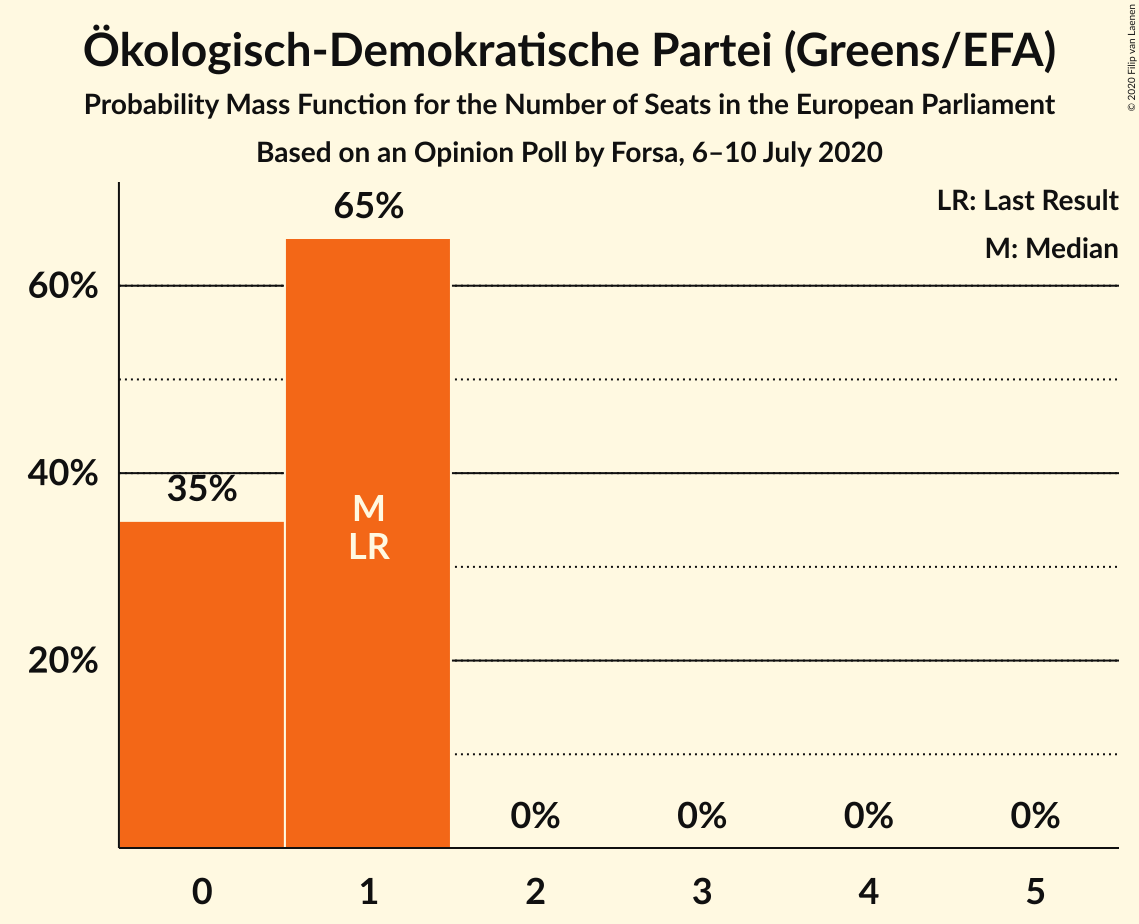 Ökologisch-Demokratische Partei (Greens/EFA)
Probability Mass Function for the Number of Seats in the European Parliament
Based on an Opinion Poll by Forsa, 6–10 July 2020
© 2020 Filip van Laenen
LR: Last Result
M: Median
65%
60%
40%
35%
M
LR
20%
0% 0% 0% 0%
0 1 2 3 4 5